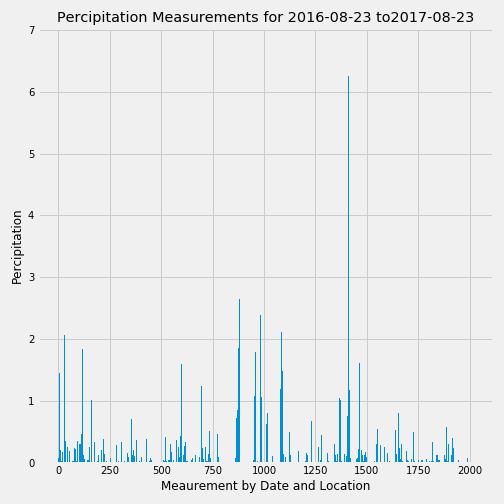 Percipitation Measurements for 2016-08-23 to2017-08-23
7
6
5
4
3
2
1
0
Percipitation
0 250 500 750 1000 1250 1500 1750 2000
Meaurement by Date and Location